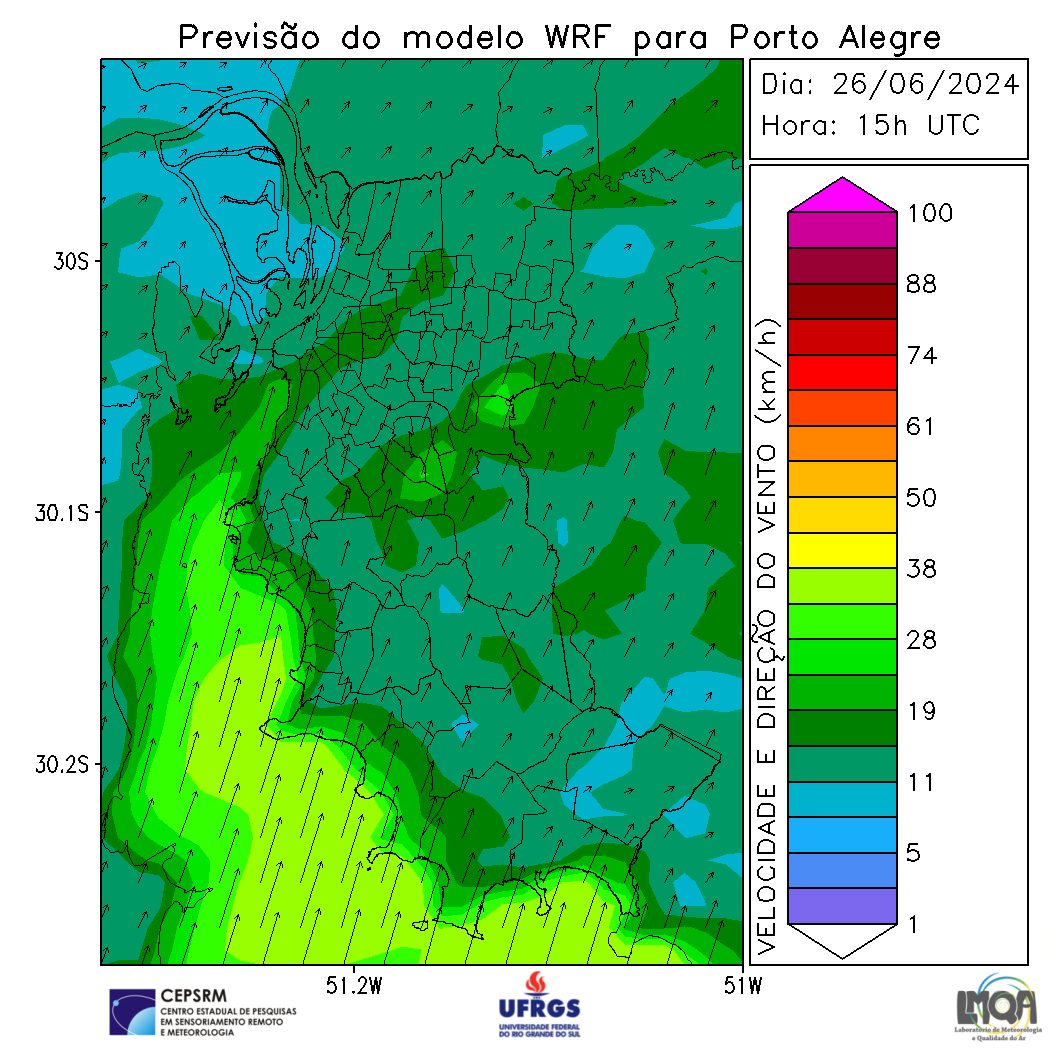 Previsão do modelo WRF para Porto Alegre
Dia: 26/06/2024
Hora: 15h UTC
VELOCIDADE E DIREÇÃO DO VENTO (km/h)
100
88
74
61
50
38
28
19
11
5
1
30S
30.1S
30.2S
51.2W
51W
CEPSRM
CENTRO ESTADUAL DE PESQUISAS
EM SENSORIAMENTO REMOTO
E METEOROLOGIA
UFRGS
UNIVERSIDADE FEDERAL
DO RIO GRANDE DO SUL
LMQA
Laboratório de Meteorologia
e Qualidade do Ar